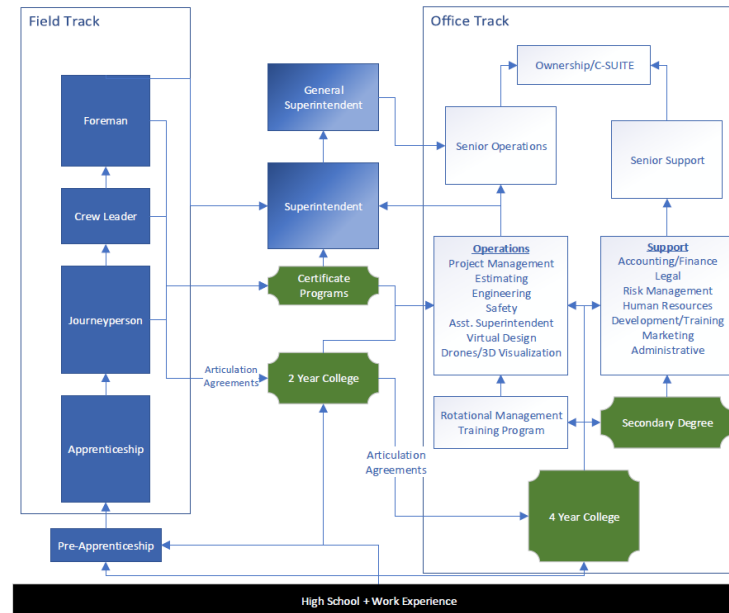 Field Track
Office Track
Ownership/C-SUITE
General
Superintendent
Foreman
Senior Operations
Senior Support
Superintendent
Crew Leader
Operations
Project Management
Estimating
Engineering
Safety
Asst. Superintendent
Virtual Design
Drones/3D Visualization
Support
Accounting/Finance
Legal
Risk Management
Human Resources
Development/Training
Marketing
Administrative
Certificate
Programs
Journeyperson
Articulation
Agreements
2 Year College
Rotational Management
Training Program
Secondary Degree
Apprenticeship
Articulation
Agreements
4 Year College
Pre-Apprenticeship
High School + Work Experience